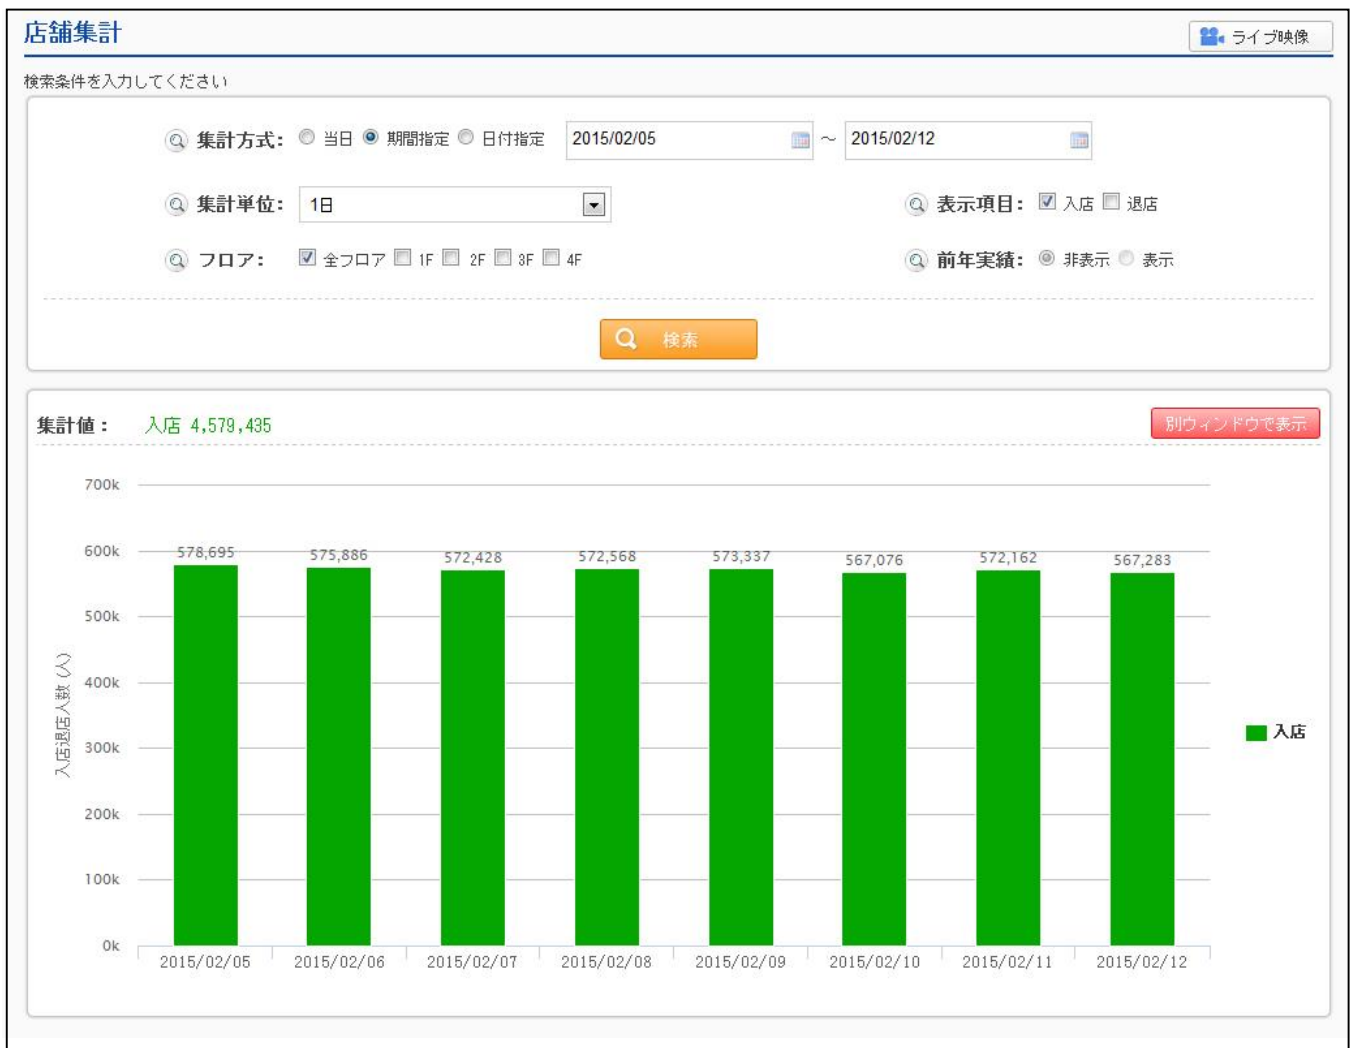 店舗集計
ライブ映像
検索条件を入力してください
集計方式: 当日 期間指定 日付指定 2015/02/05 ～ 2015/02/12
集計単位: 1日 表示項目: 入店 退店
フロア: 全フロア 1F 2F 3F 4F 前年実績: 非表示 表示
検索
集計値: 入店 4,579,435 別ウィンドウで表示
700k
600k
500k
400k
300k
200k
100k
0k
入店退店人数 (人)
578,695 575,886 572,428 572,568 573,337 567,076 572,162 567,283
入店
2015/02/05 2015/02/06 2015/02/07 2015/02/08 2015/02/09 2015/02/10 2015/02/11 2015/02/12